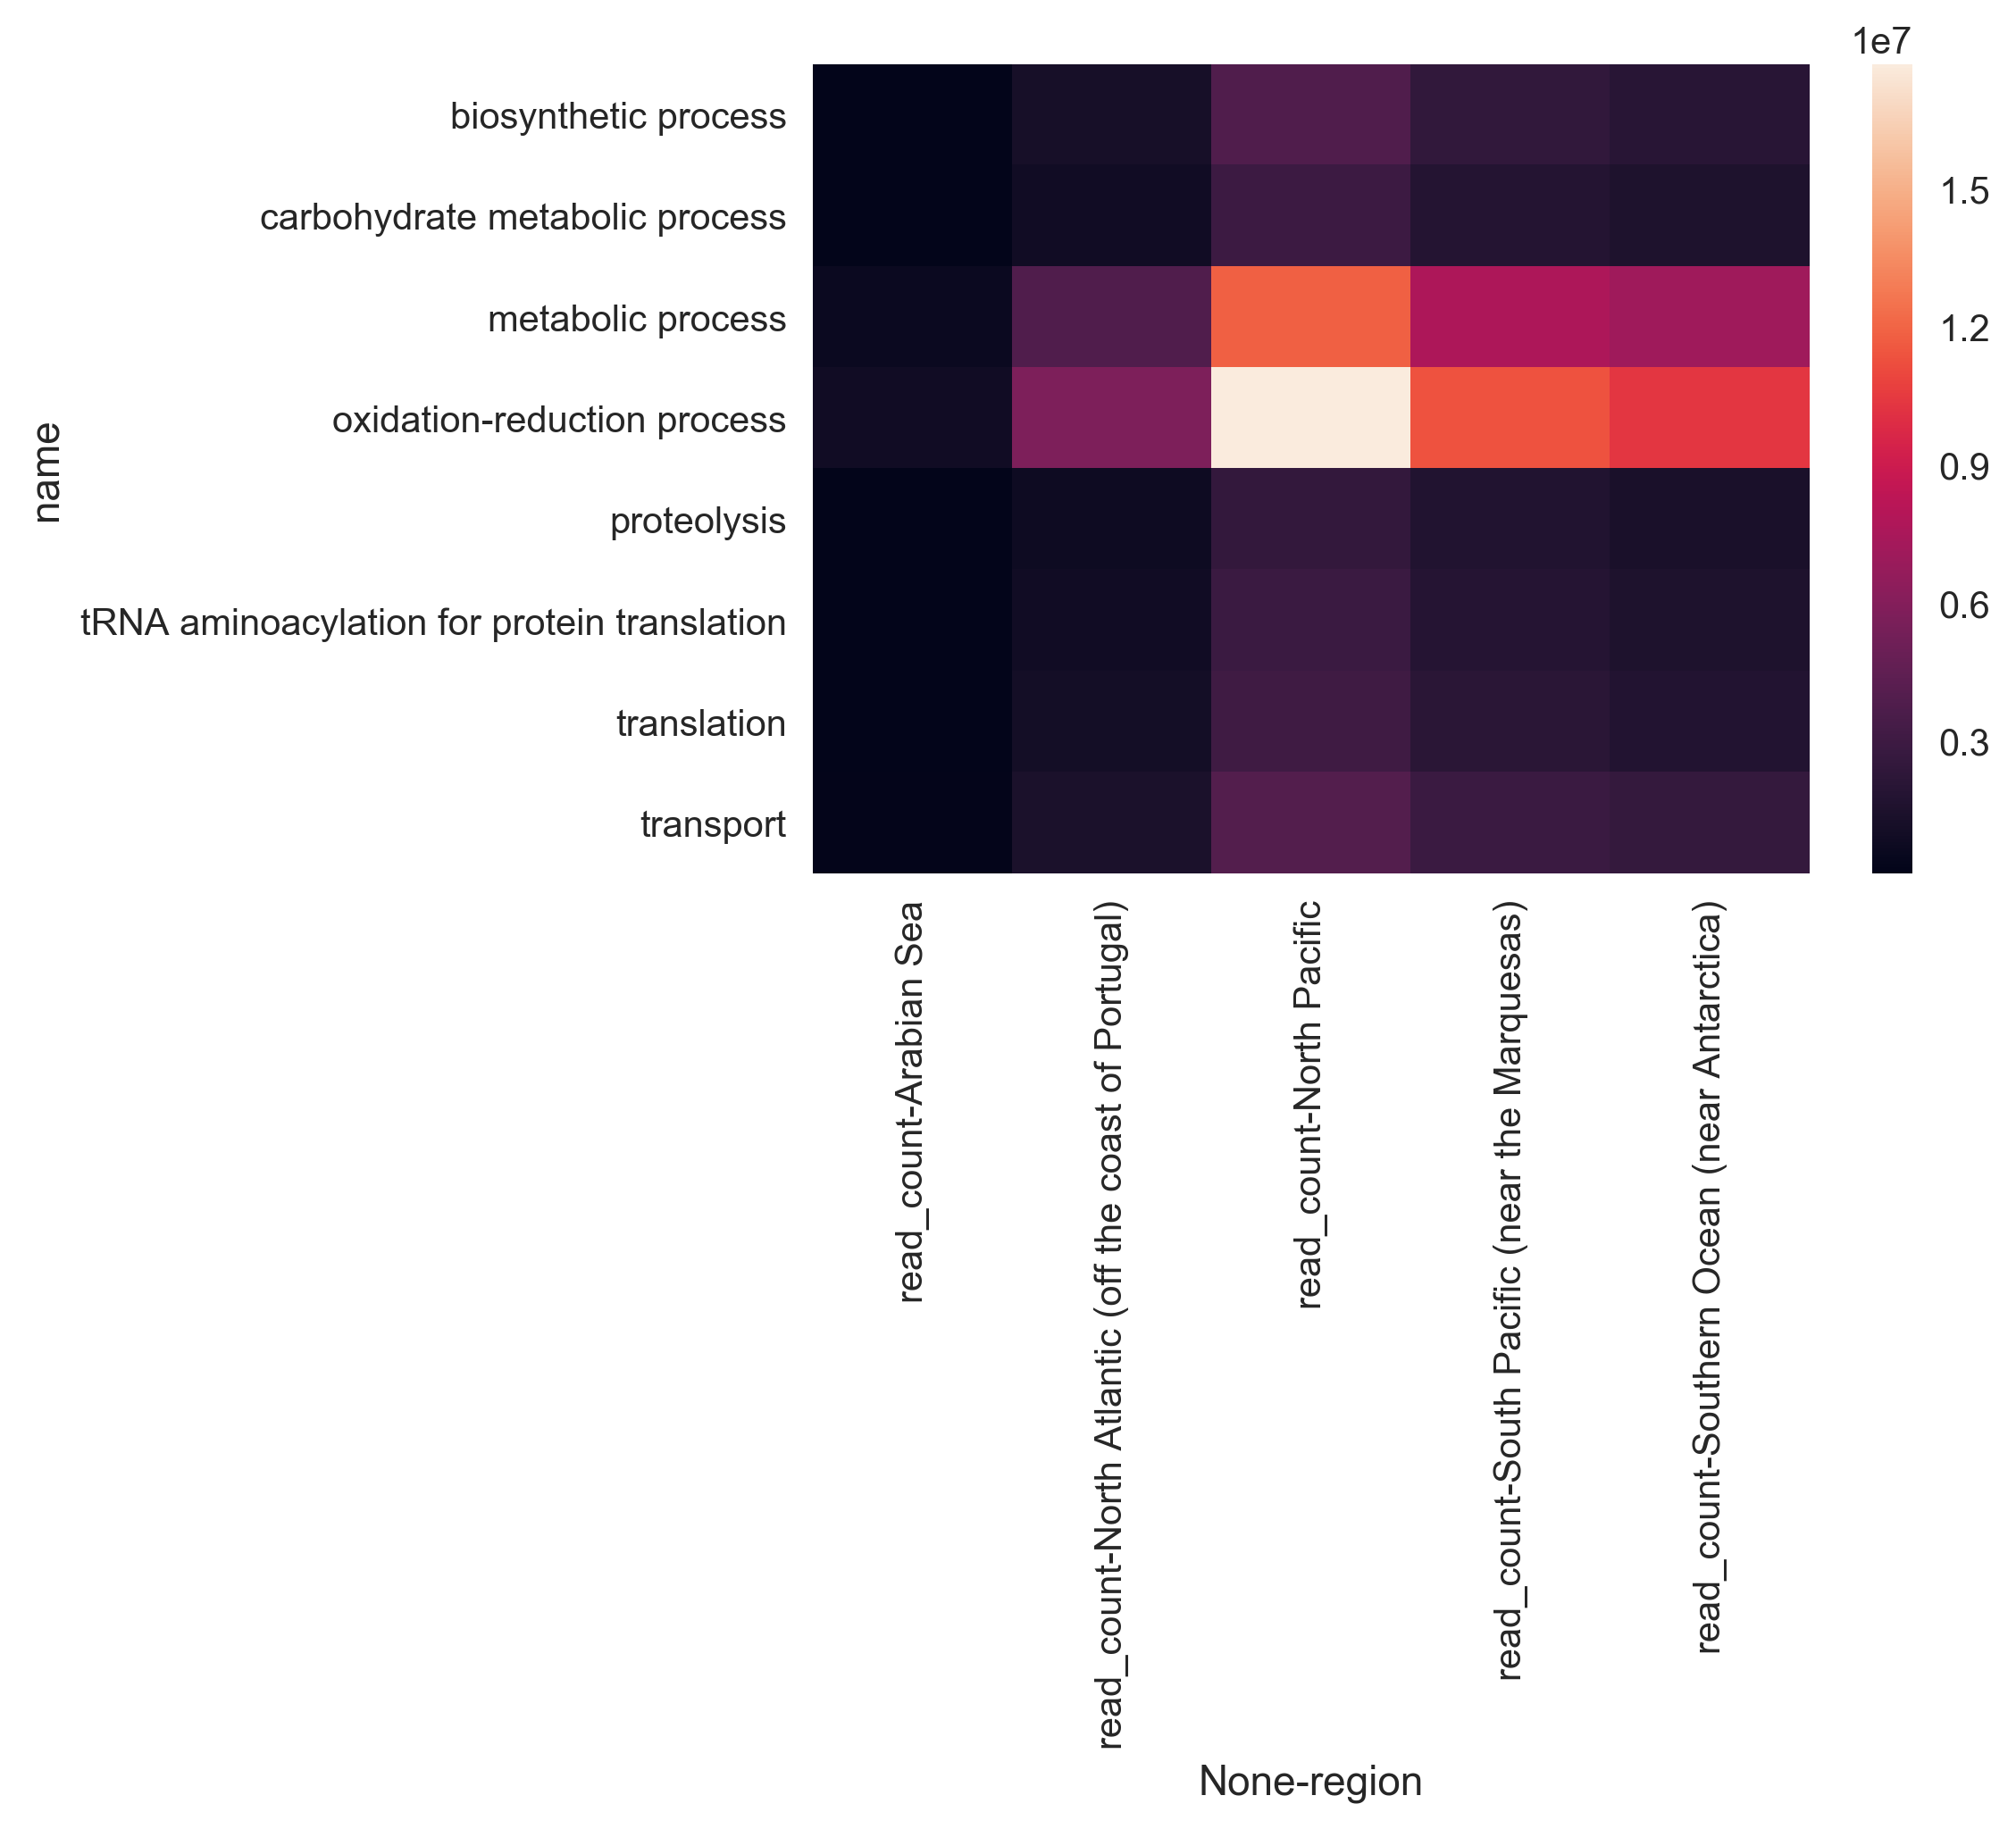 1e7
biosynthetic process
carbohydrate metabolic process
metabolic process
oxidation-reduction process
proteolysis
tRNA aminoacylation for protein translation
translation
transport
name
1.5
1.2
0.9
0.6
0.3
read_count-Arabian Sea
read_count-North Atlantic (off the coast of Portugal)
read_count-North Pacific
read_count-South Pacific (near the Marquesas)
read_count-Southern Ocean (near Antarctica)
None-region